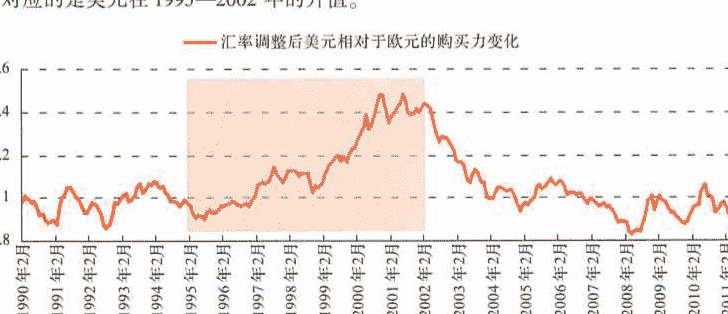 对应的是美元在 1995—2002 年的升值。
汇率调整后美元相对于欧元的购买力变化
.6
.4
.2
1
.8
1990年2月
1991年2月
1992年2月
1993年2月
1994年2月
1995年2月
1996年2月
1997年2月
1998年2月
1999年2月
2000年2月
2001年2月
2002年2月
2003年2月
2004年2月
2005年2月
2006年2月
2007年2月
2008年2月
2009年2月
2010年2月
2011年2月